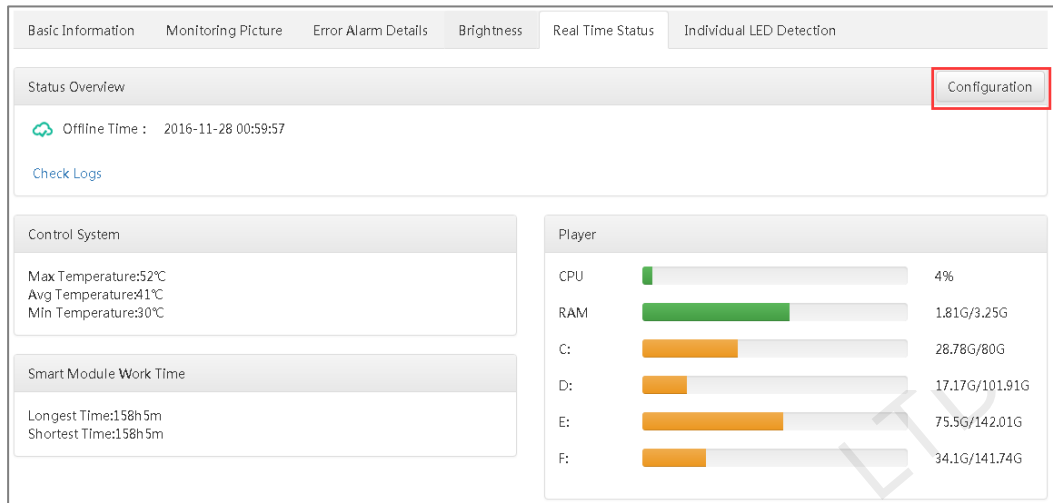 Basic Information Monitoring Picture Error Alarm Details Brightness Real Time Status Individual LED Detection
Status Overview Configuration
Offline Time : 2016-11-28 00:59:57
Check Logs
Control System
Max Temperature:52℃
Avg Temperature:41℃
Min Temperature:30℃
Smart Module Work Time
Longest Time:158h5m
Shortest Time:158h5m
Player
CPU 4%
RAM 1.81G/3.25G
C: 28.78G/80G
D: 17.17G/101.91G
E: 75.5G/142.01G
F: 34.1G/141.74G
LTD